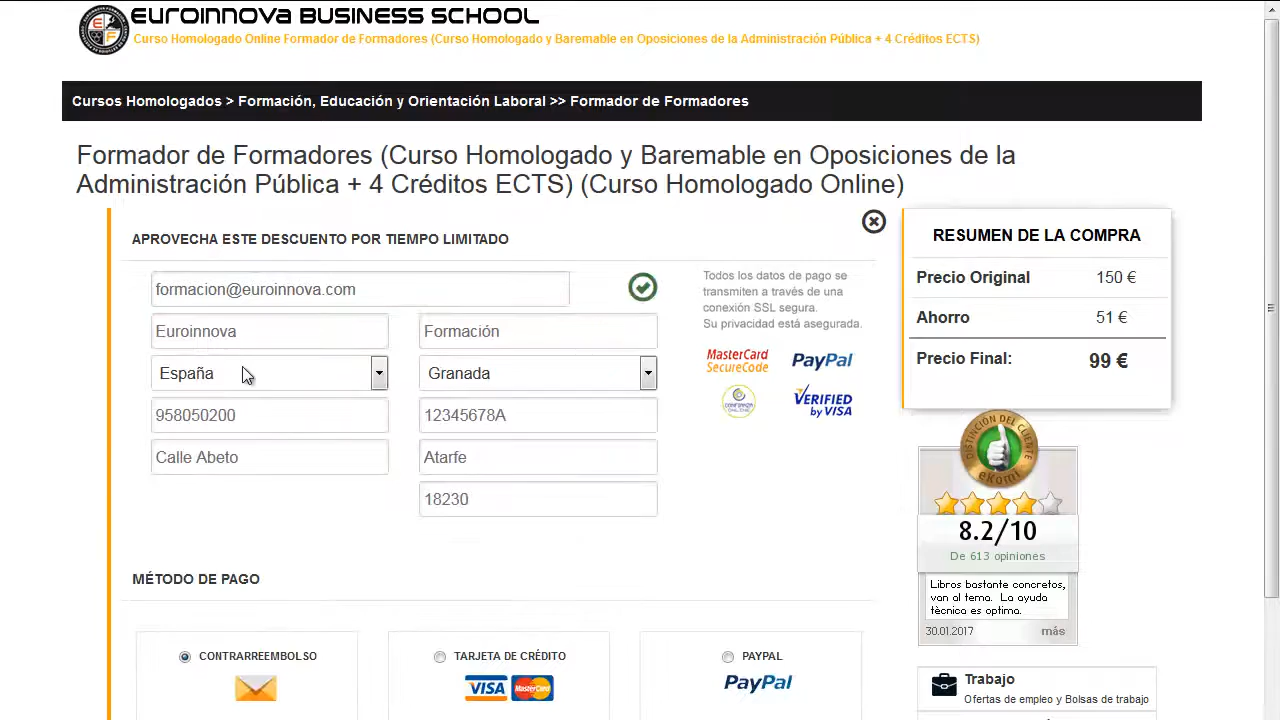 EUROINNOVA BUSINESS SCHOOL
Curso Homologado Online Formador de Formadores (Curso Homologado y Baremable en Oposiciones de la Administración Pública + 4 Créditos ECTS)
Cursos Homologados > Formación, Educación y Orientación Laboral >> Formador de Formadores
Formador de Formadores (Curso Homologado y Baremable en Oposiciones de la
Administración Pública + 4 Créditos ECTS) (Curso Homologado Online)
APROVECHA ESTE DESCUENTO POR TIEMPO LIMITADO
formacion@euroinnova.com
Euroinnova
Formación
España
Granada
958050200
12345678A
Calle Abeto
Atarfe
18230
Todos los datos de pago se
transmiten a través de una
conexión SSL segura.
Su privacidad está asegurada.
MasterCard
SecureCode
PayPal
CONFIANZA
ONLINE
VERIFIED
by VISA
MÉTODO DE PAGO
CONTRARREEMBOLSO
TARJETA DE CRÉDITO
VISA
MasterCard
PAYPAL
PayPal
RESUMEN DE LA COMPRA
Precio Original 150 €
Ahorro 51 €
Precio Final: 99 €
DISTINCIÓN DEL CLIENTE
eKomi
8.2/10
De 613 opiniones
Libros bastante concretos,
van al tema. La ayuda
tècnica es optima.
30.01.2017 más
Trabajo
Ofertas de empleo y Bolsas de trabajo